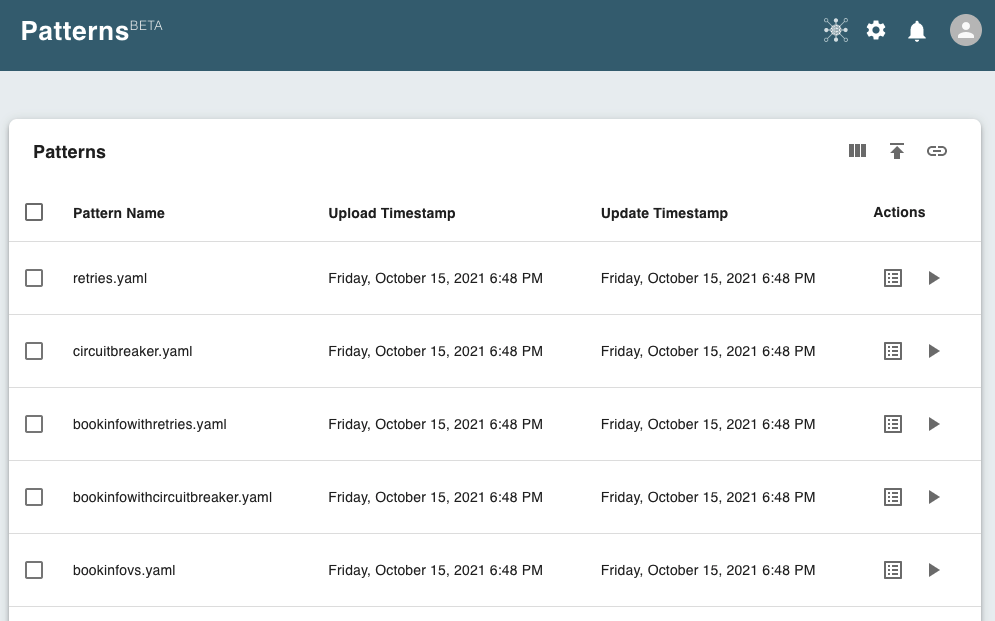 PatternsBETA
Patterns
Pattern Name Upload Timestamp Update Timestamp Actions
retries.yaml Friday, October 15, 2021 6:48 PM Friday, October 15, 2021 6:48 PM
circuitbreaker.yaml Friday, October 15, 2021 6:48 PM Friday, October 15, 2021 6:48 PM
bookinfowithretries.yaml Friday, October 15, 2021 6:48 PM Friday, October 15, 2021 6:48 PM
bookinfowithcircuitbreaker.yaml Friday, October 15, 2021 6:48 PM Friday, October 15, 2021 6:48 PM
bookinfovs.yaml Friday, October 15, 2021 6:48 PM Friday, October 15, 2021 6:48 PM